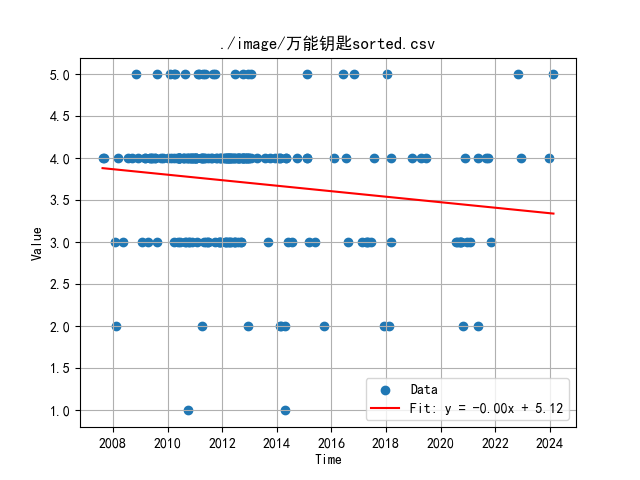 ./image/万能钥匙sorted.csv
Value
5.0
4.5
4.0
3.5
3.0
2.5
2.0
1.5
1.0
Data
Fit: y = -0.00x + 5.12
2008 2010 2012 2014 2016 2018 2020 2022 2024
Time